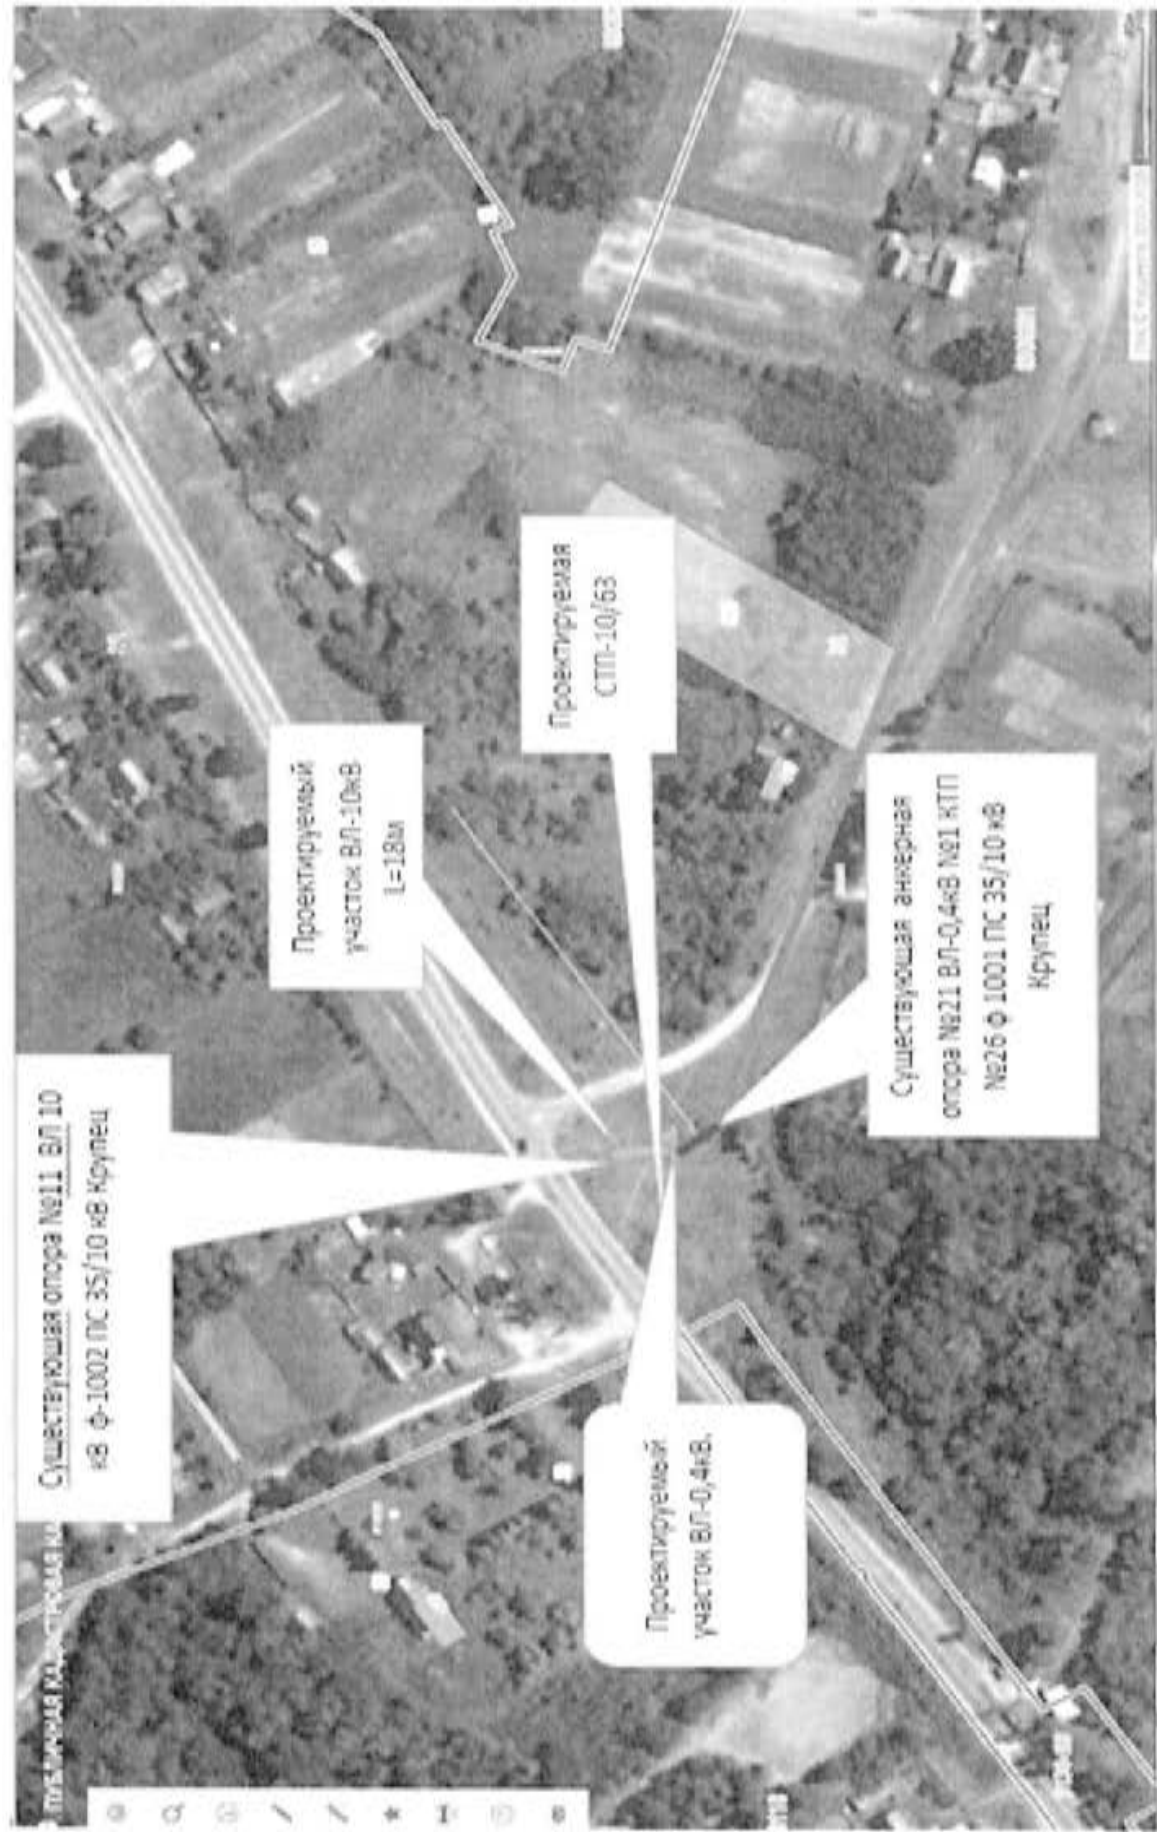 ПУБЛИЧНАЯ КАДАСТРОВАЯ
Существующая опора №11 ВЛ 10
кВ ф-1002 ПС 35/10 кВ Крупец
Проектируемый
участок ВЛ-10кВ
L=18м
Проектируемая
СТП-10/63
Проектируемый
участок ВЛ-0,4кВ.
Существующая анкерная
опора №21 ВЛ-0,4кВ №1 КТП
№26 ф 1001 ПС 35/10 кВ
Крупец